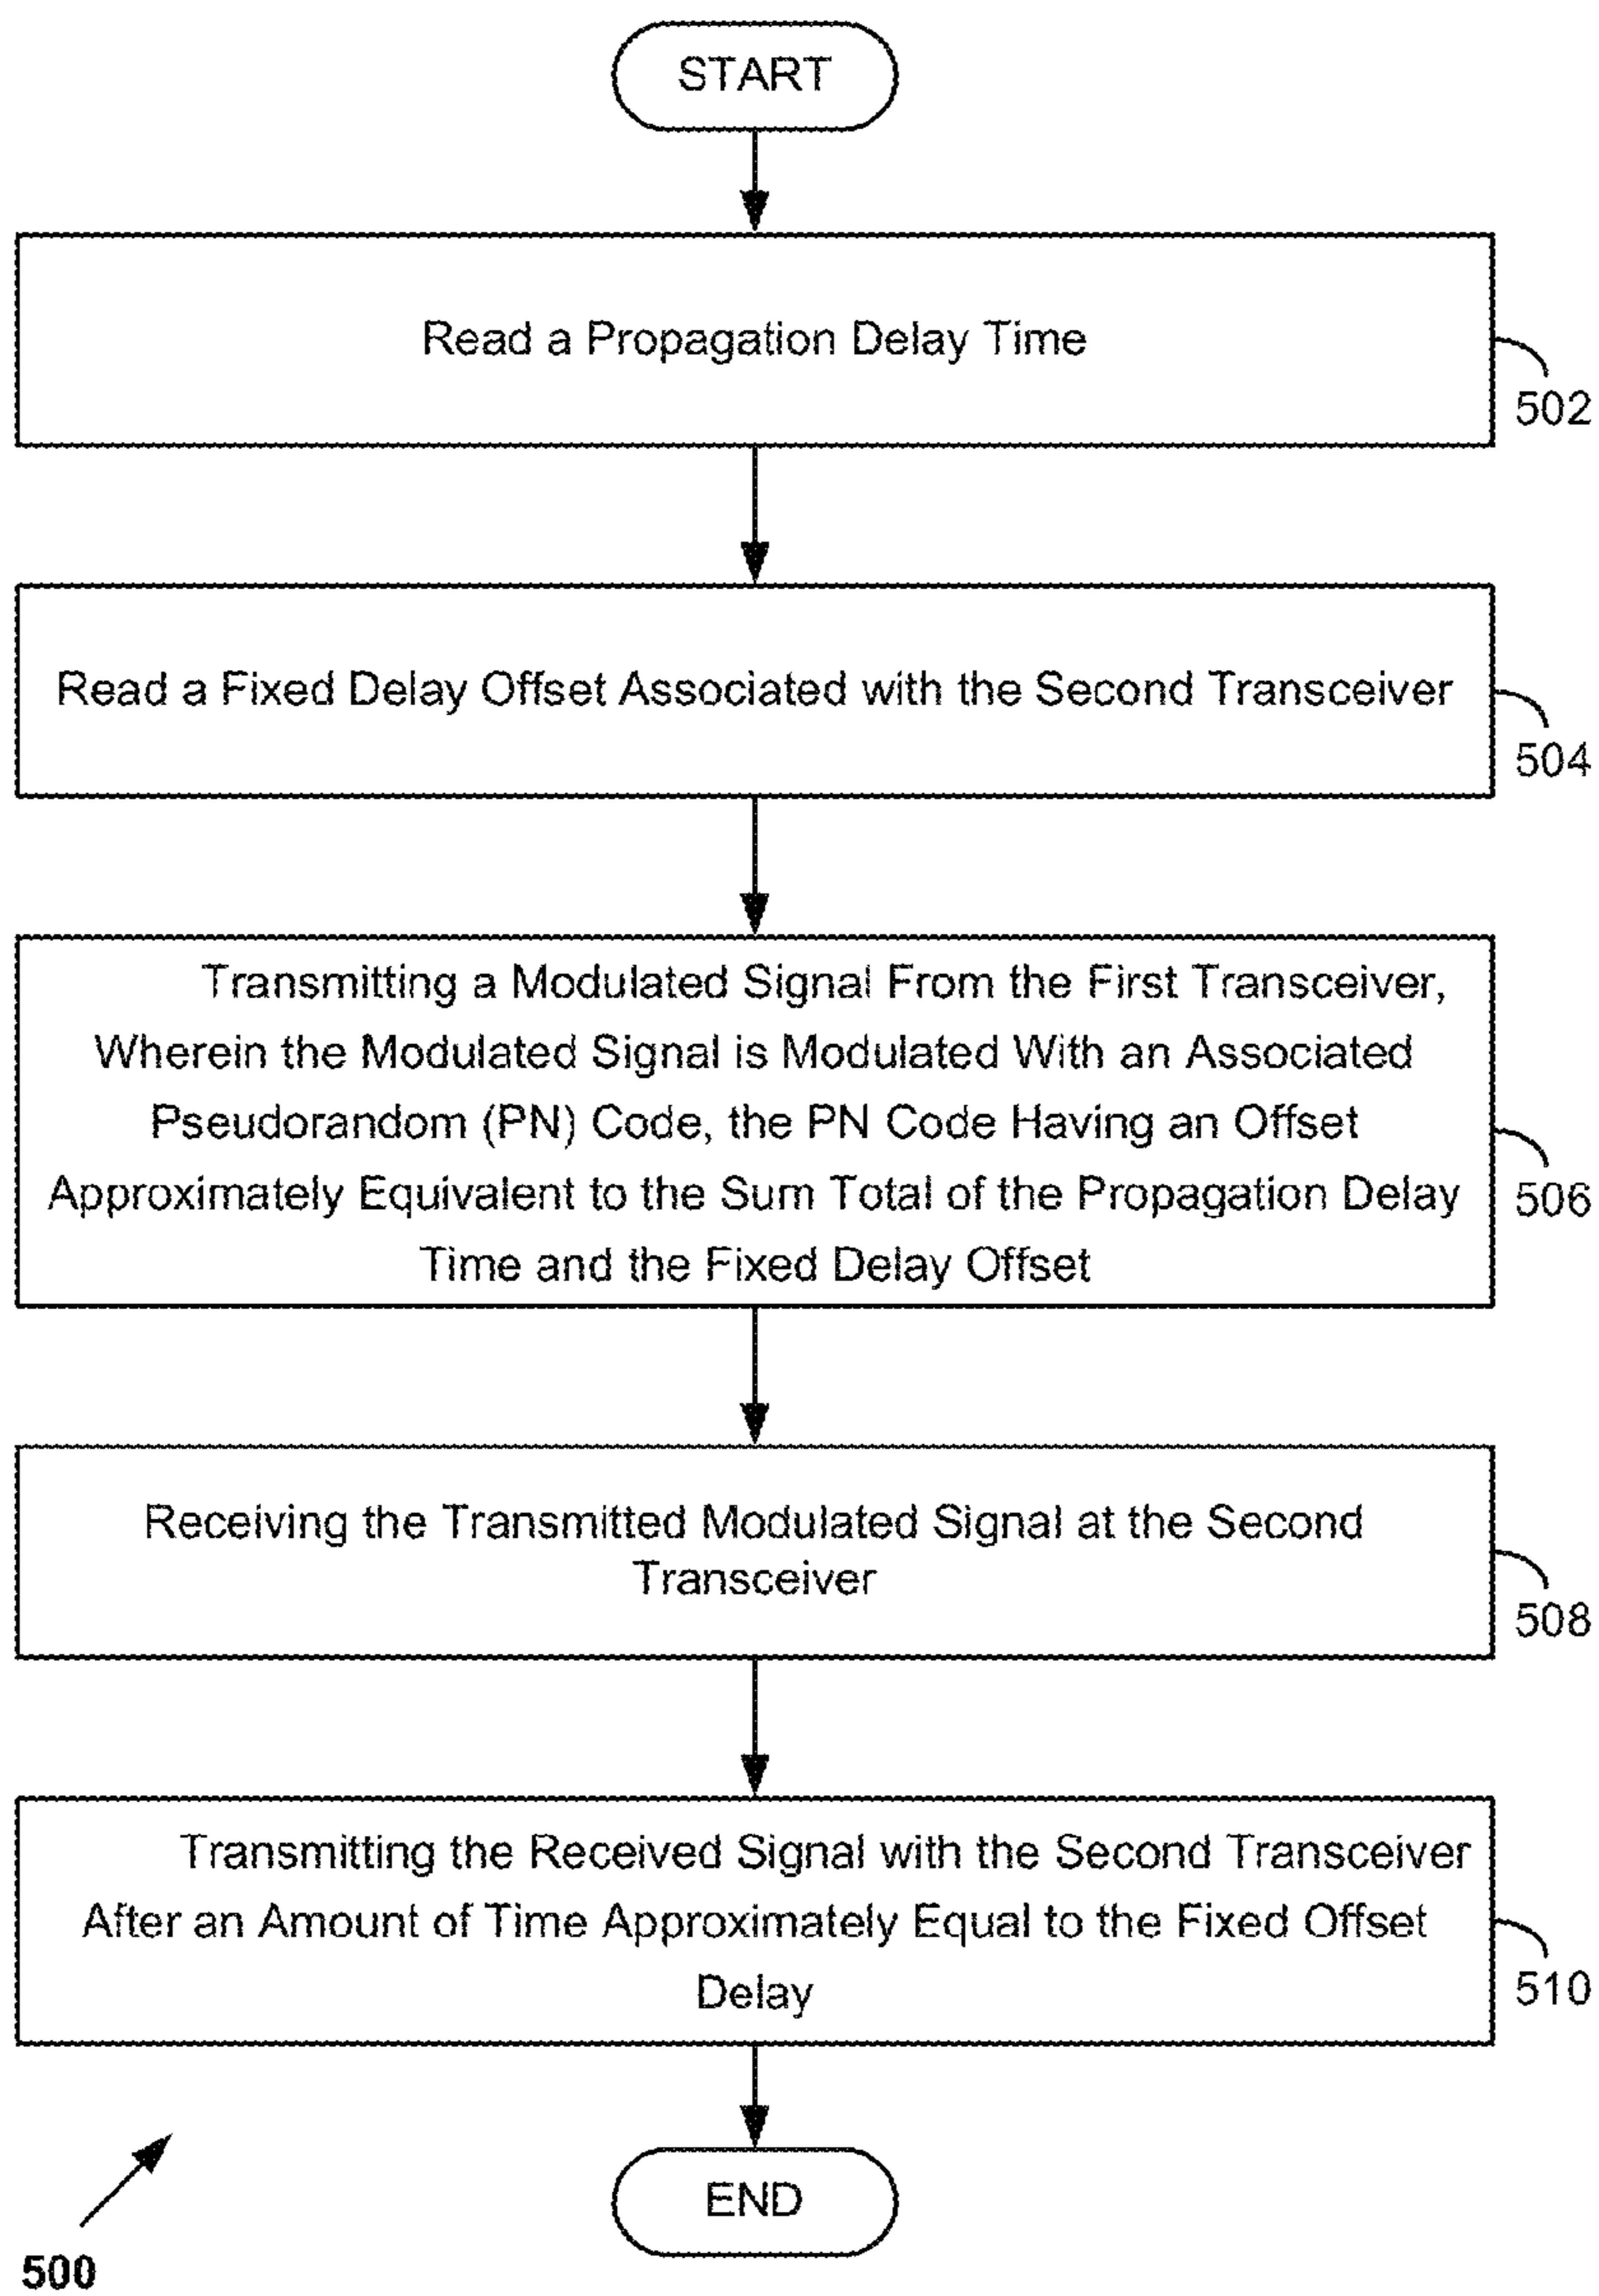 START
Read a Propagation Delay Time
502
Read a Fixed Delay Offset Associated with the Second Transceiver
504
Transmitting a Modulated Signal From the First Transceiver,
Wherein the Modulated Signal is Modulated With an Associated
Pseudorandom (PN) Code, the PN Code Having an Offset
Approximately Equivalent to the Sum Total of the Propagation Delay
Time and the Fixed Delay Offset
506
Receiving the Transmitted Modulated Signal at the Second
Transceiver
508
Transmitting the Received Signal with the Second Transceiver
After an Amount of Time Approximately Equal to the Fixed Offset
Delay
510
END
500